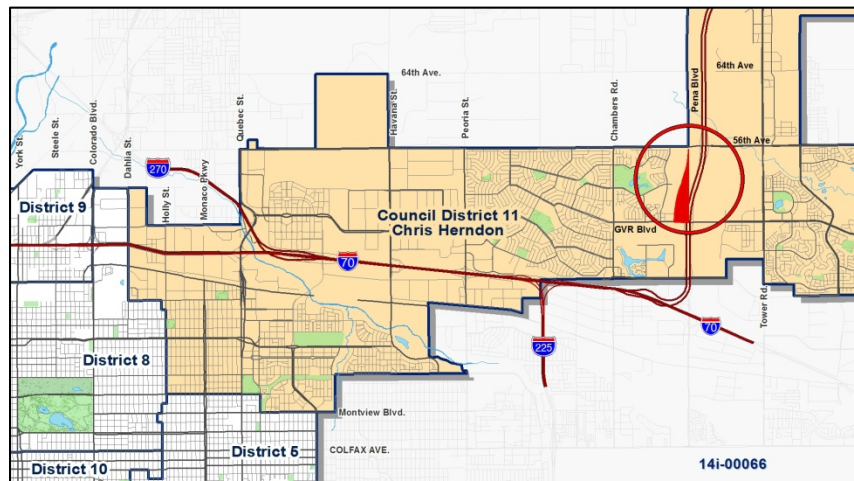 64th Ave.
64th Ave
Pena Blvd
56th Ave
York St.
Steele St.
Colorado Blvd.
Dahlia St.
Holly St.
Monaco Pkwy
Quebec St.
Havana St.
Peoria St.
Chambers Rd.
270
District 9
Council District 11
Chris Herndon
GVR Blvd
70
Tower Rd.
70
225
District 8
Montview Blvd.
District 5
COLFAX AVE.
District 10
14i-00066